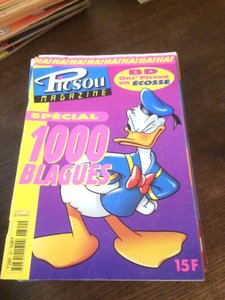 HA!HA!HA!HA!HA!HA!HA!HA!HA!
PICSOU
MAGAZINE
BD
ONC' PICSOU
EN ÉCOSSE
SPÉCIAL
1000
BLAGUES
15F